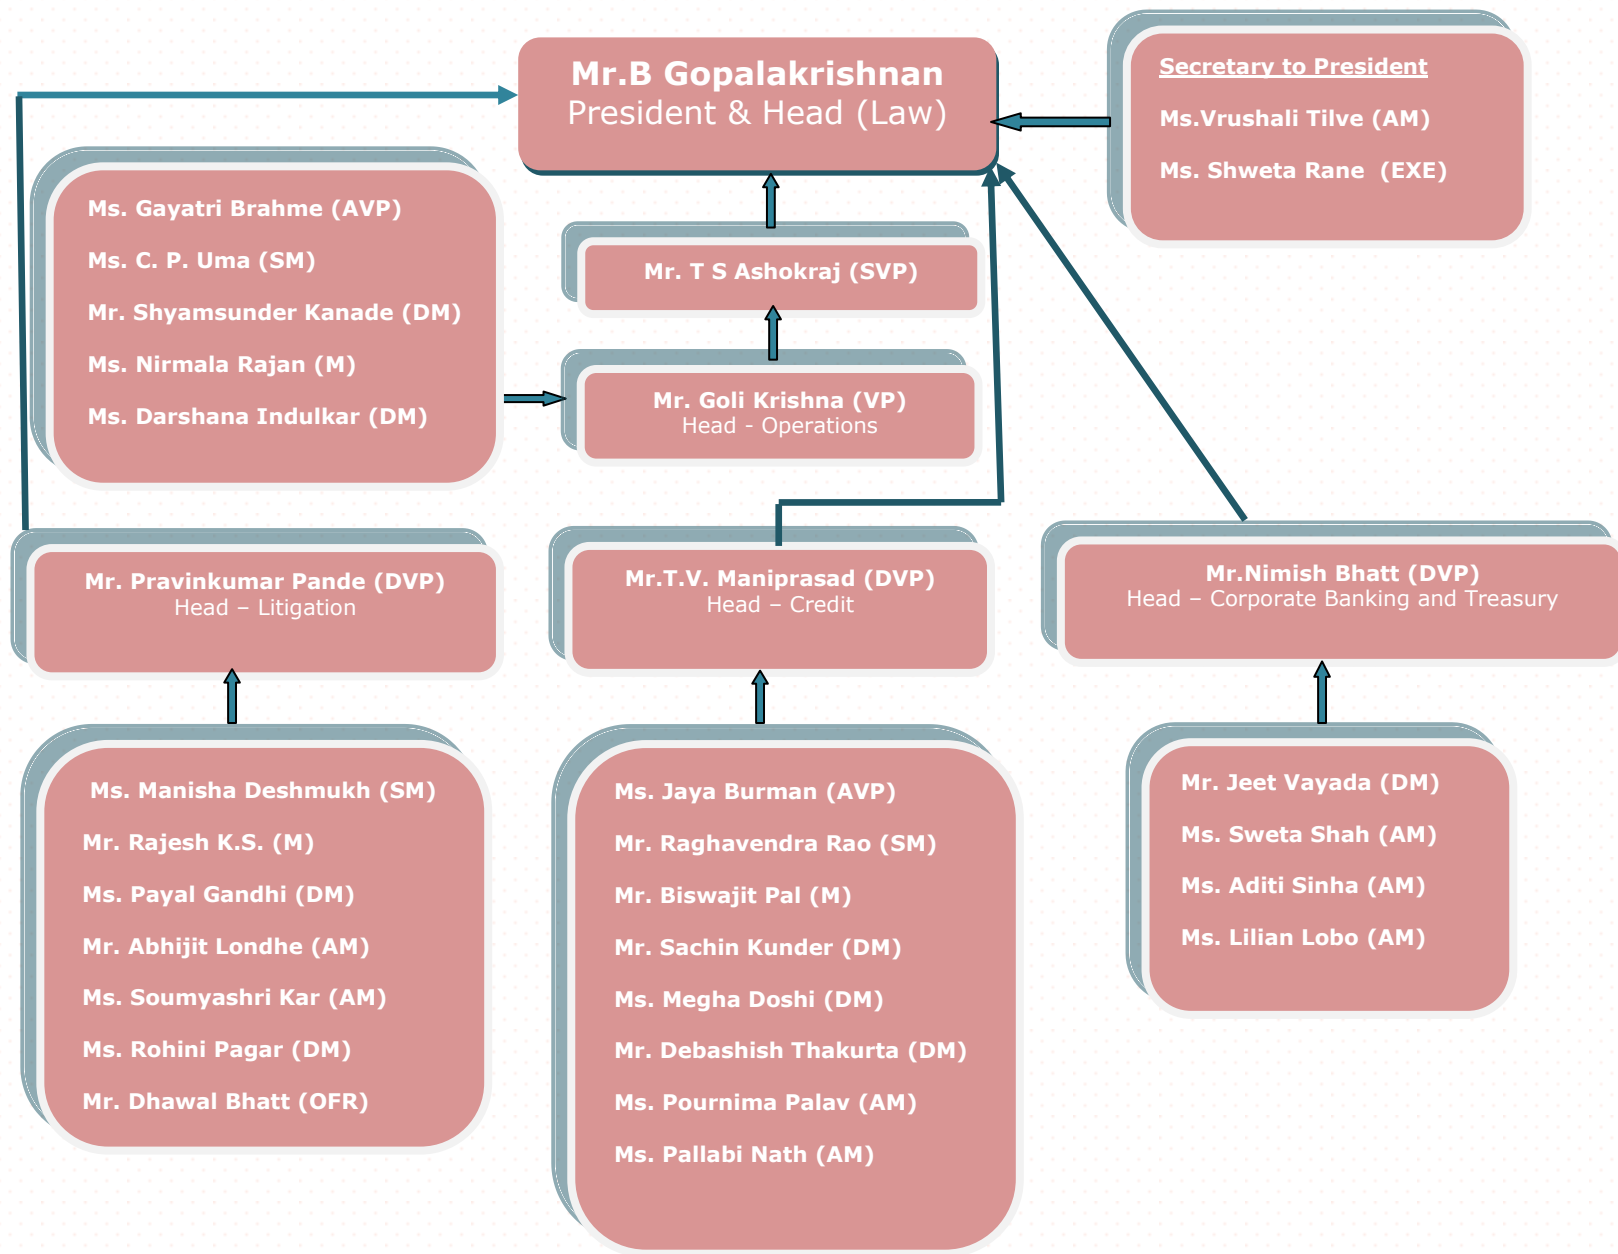 Mr.B Gopalakrishnan
President & Head (Law)
Secretary to President
Ms.Vrushali Tilve (AM)
Ms. Shweta Rane (EXE)
Ms. Gayatri Brahme (AVP)
Ms. C. P. Uma (SM)
Mr. Shyamsunder Kanade (DM)
Ms. Nirmala Rajan (M)
Ms. Darshana Indulkar (DM)
Mr. T S Ashokraj (SVP)
Mr. Goli Krishna (VP)
Head - Operations
Mr. Pravinkumar Pande (DVP)
Head – Litigation
Mr.T.V. Maniprasad (DVP)
Head – Credit
Mr.Nimish Bhatt (DVP)
Head – Corporate Banking and Treasury
Ms. Manisha Deshmukh (SM)
Mr. Rajesh K.S. (M)
Ms. Payal Gandhi (DM)
Mr. Abhijit Londhe (AM)
Ms. Soumyashri Kar (AM)
Ms. Rohini Pagar (DM)
Mr. Dhawal Bhatt (OFR)
Ms. Jaya Burman (AVP)
Mr. Raghavendra Rao (SM)
Mr. Biswajit Pal (M)
Mr. Sachin Kunder (DM)
Ms. Megha Doshi (DM)
Mr. Debashish Thakurta (DM)
Ms. Pournima Palav (AM)
Ms. Pallabi Nath (AM)
Mr. Jeet Vayada (DM)
Ms. Sweta Shah (AM)
Ms. Aditi Sinha (AM)
Ms. Lilian Lobo (AM)